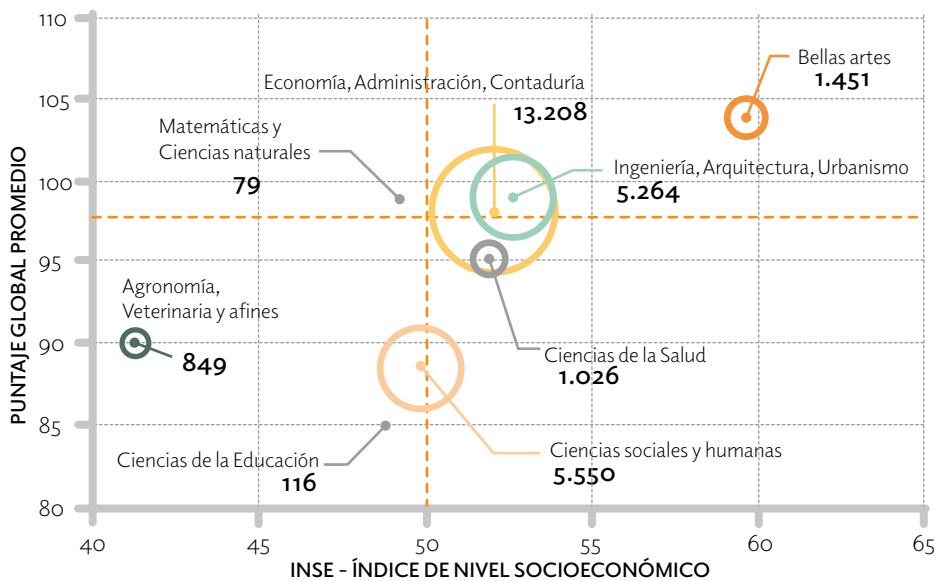 PUNTAJE GLOBAL PROMEDIO
110
105
100
95
90
85
80
Bellas artes
1.451
Economía, Administración, Contaduría
13.208
Matemáticas y
Ciencias naturales
79
Ingeniería, Arquitectura, Urbanismo
5.264
Agronomía,
Veterinaria y afines
849
Ciencias de la Salud
1.026
Ciencias de la Educación
116
Ciencias sociales y humanas
5.550
40
45
50
55
60
65
INSE - ÍNDICE DE NIVEL SOCIOECONÓMICO